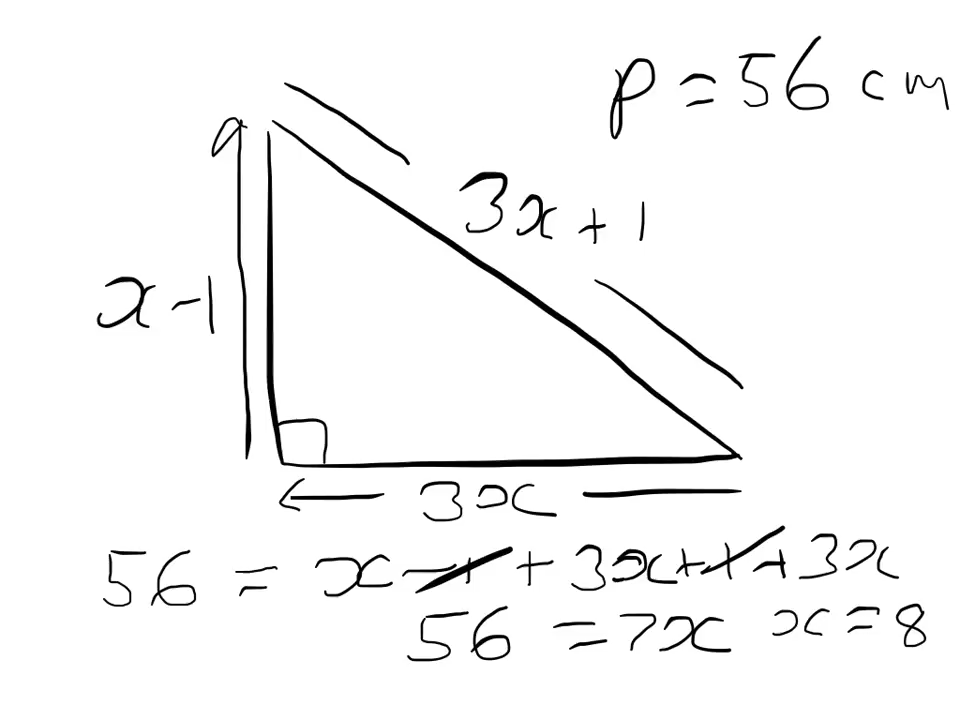 p = 56 cm
3x + 1
x - 1
3x
56 = x - 1 + 3x + 1 + 3x
56 = 7x x = 8